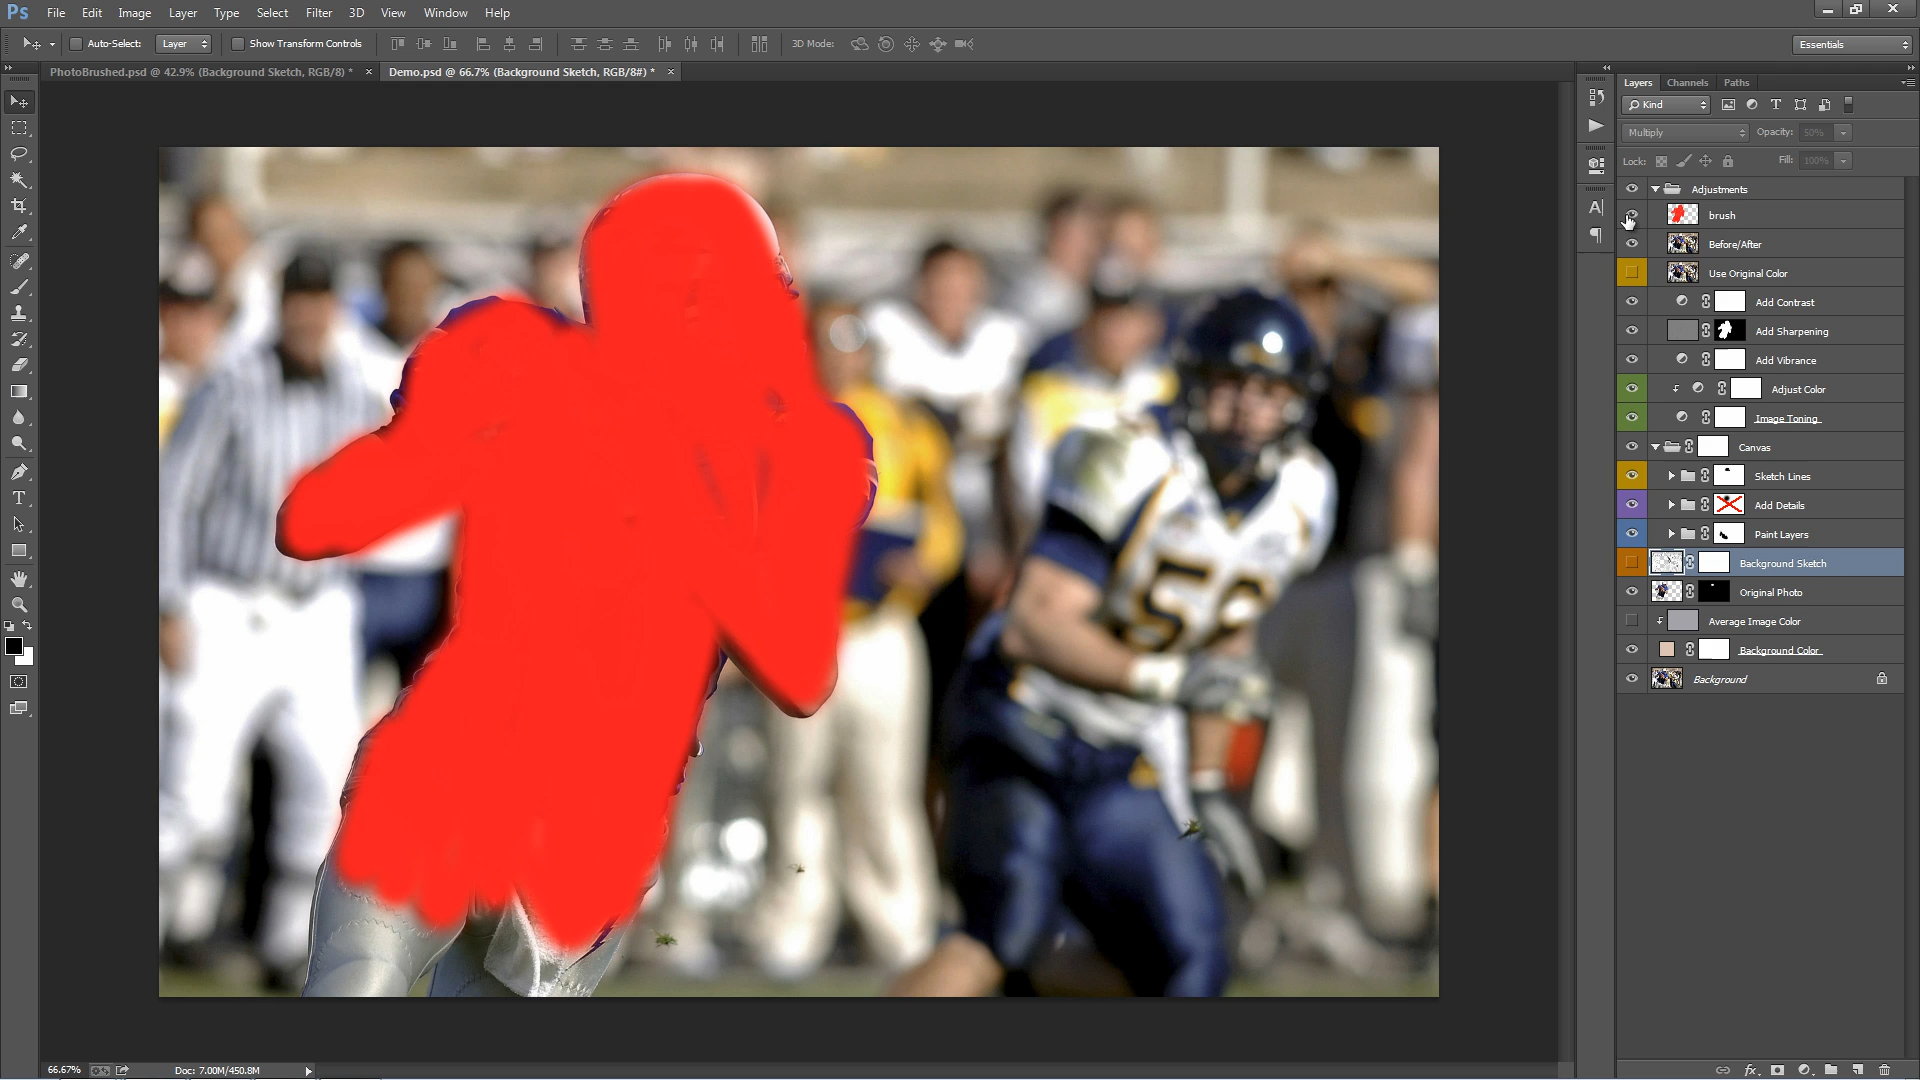 Ps File Edit Image Layer Type Select Filter 3D View Window Help
Auto-Select: Layer Show Transform Controls 3D Mode: Essentials
PhotoBrushed.psd @ 42.9% (Background Sketch, RGB/8) * × Demo.psd @ 66.7% (Background Sketch, RGB/8#) * ×
Layers Channels Paths
Kind
Multiply Opacity: 50%
Lock: Fill: 100%
Adjustments
brush
Before/After
Use Original Color
Add Contrast
Add Sharpening
Add Vibrance
Adjust Color
Image Toning
Canvas
Sketch Lines
Add Details
Paint Layers
Background Sketch
Original Photo
Average Image Color
Background Color
Background
52
66.67% Doc: 7.00M/450.8M